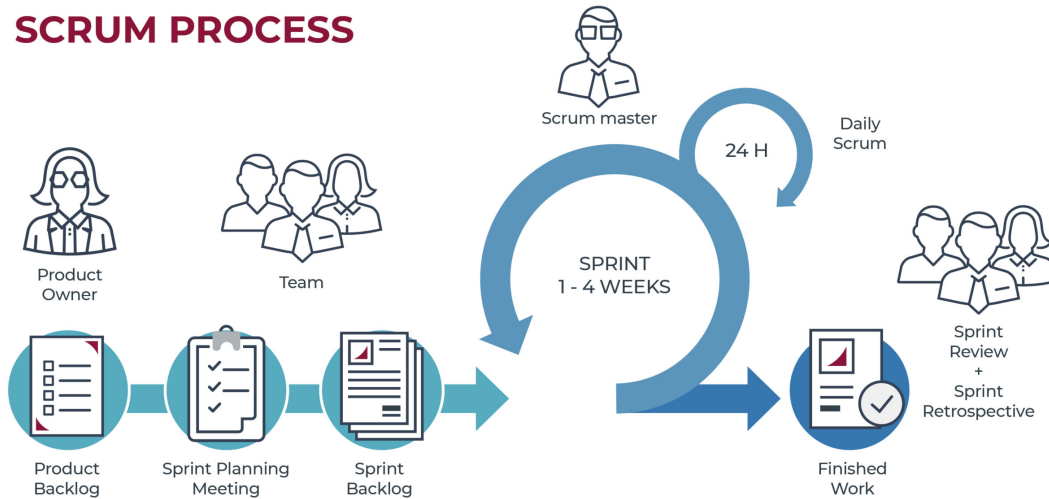 SCRUM PROCESS
Scrum master
24 H
Daily
Scrum
Product
Owner
Team
SPRINT
1 - 4 WEEKS
Sprint
Review
+
Sprint
Retrospective
Product
Backlog
Sprint Planning
Meeting
Sprint
Backlog
Finished
Work